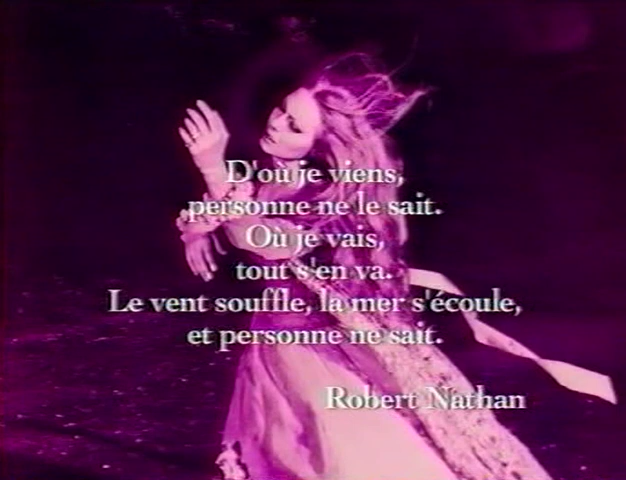 D'où je viens,
personne ne le sait.
Où je vais,
tout s'en va.
Le vent souffle, la mer s'écoule,
et personne ne sait.
Robert Nathan